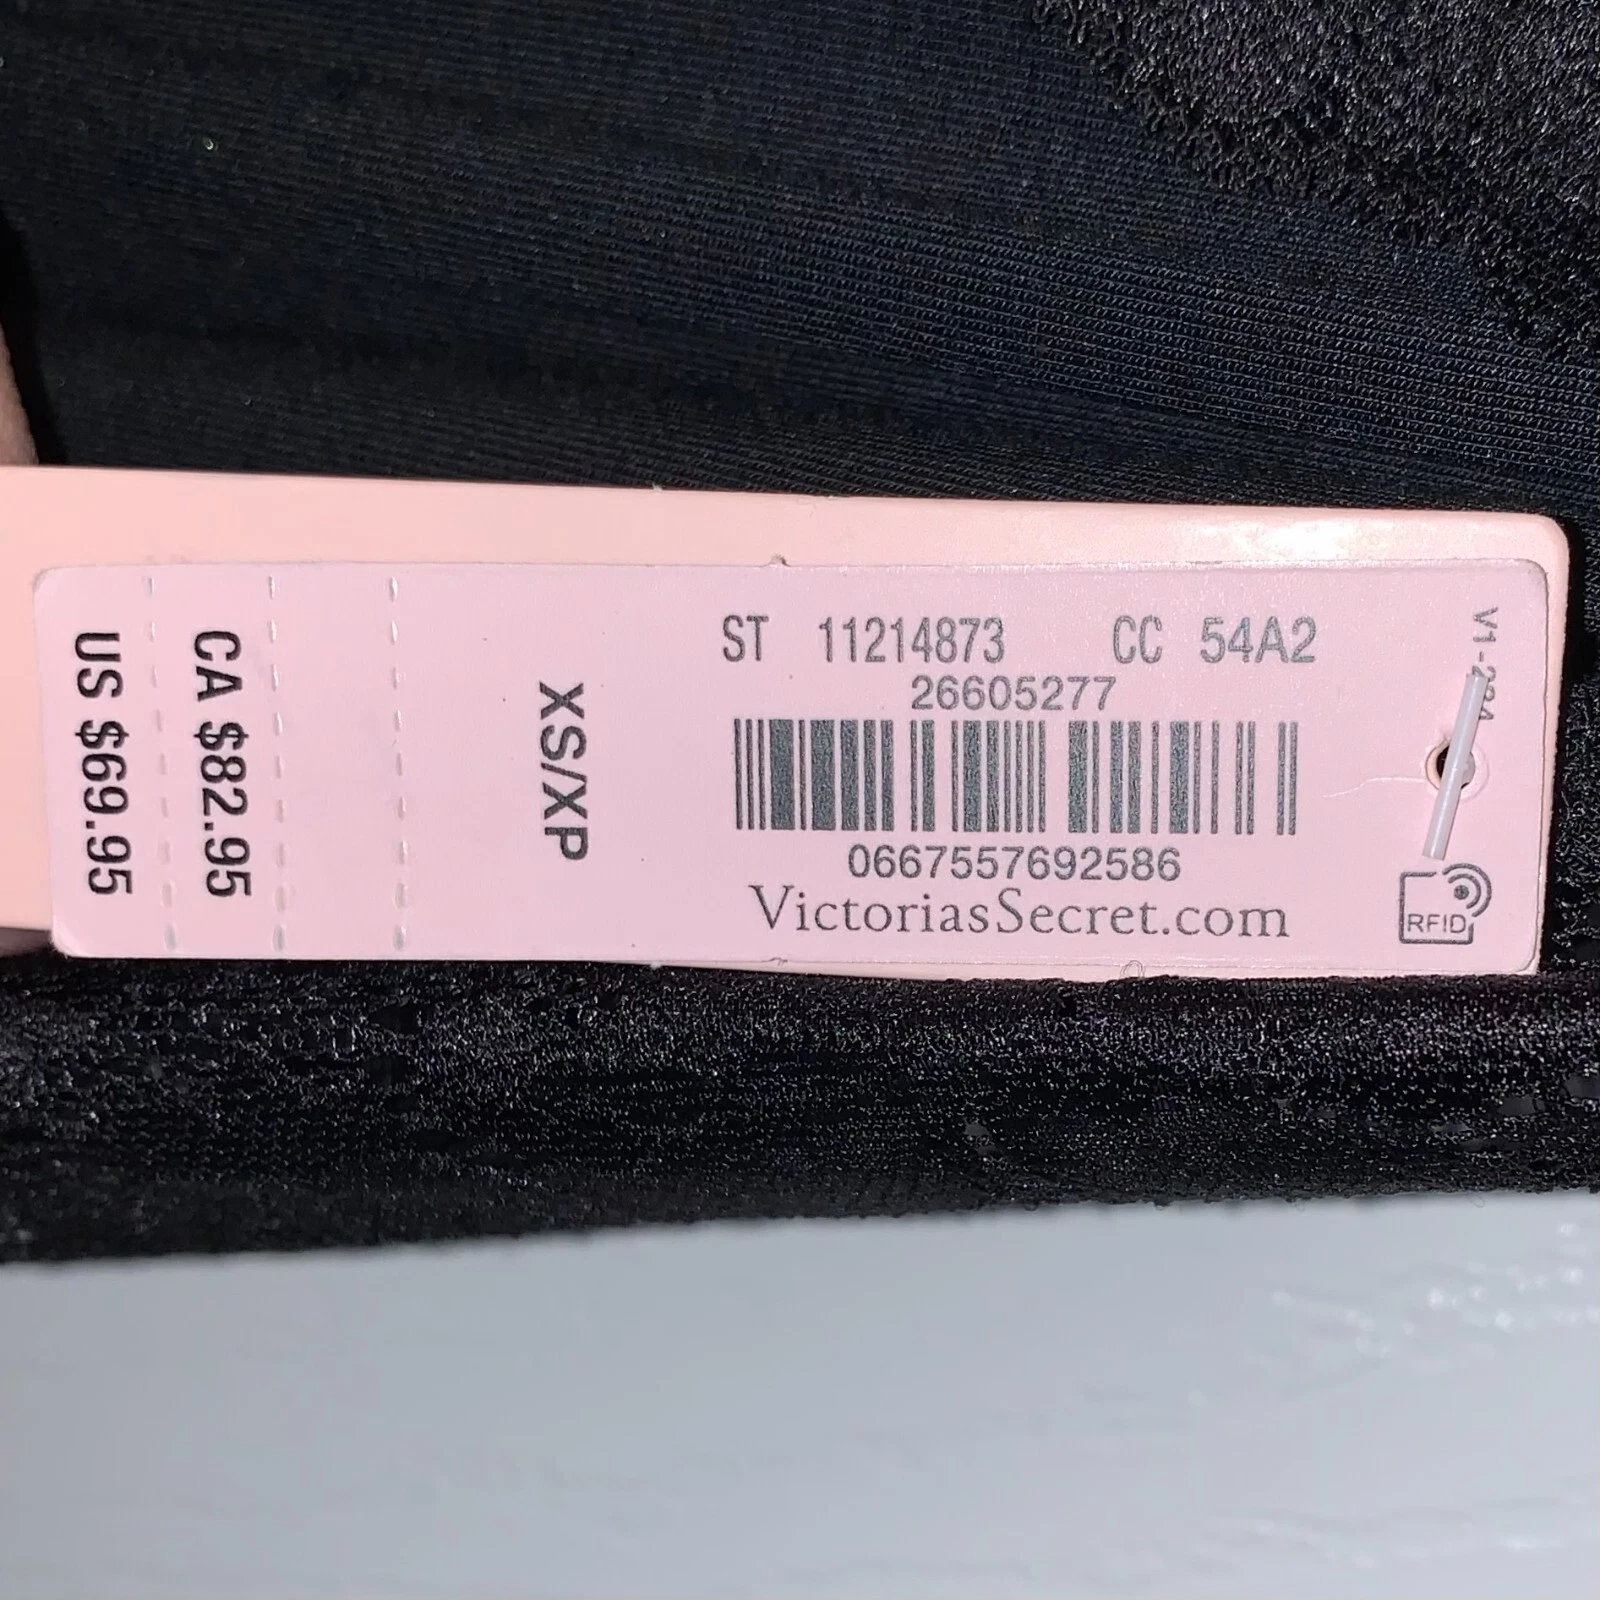 US $69.95
CA $82.95
XS/XP
ST 11214873 CC 54A2
26605277
0667557692586
VictoriasSecret.com
RFID